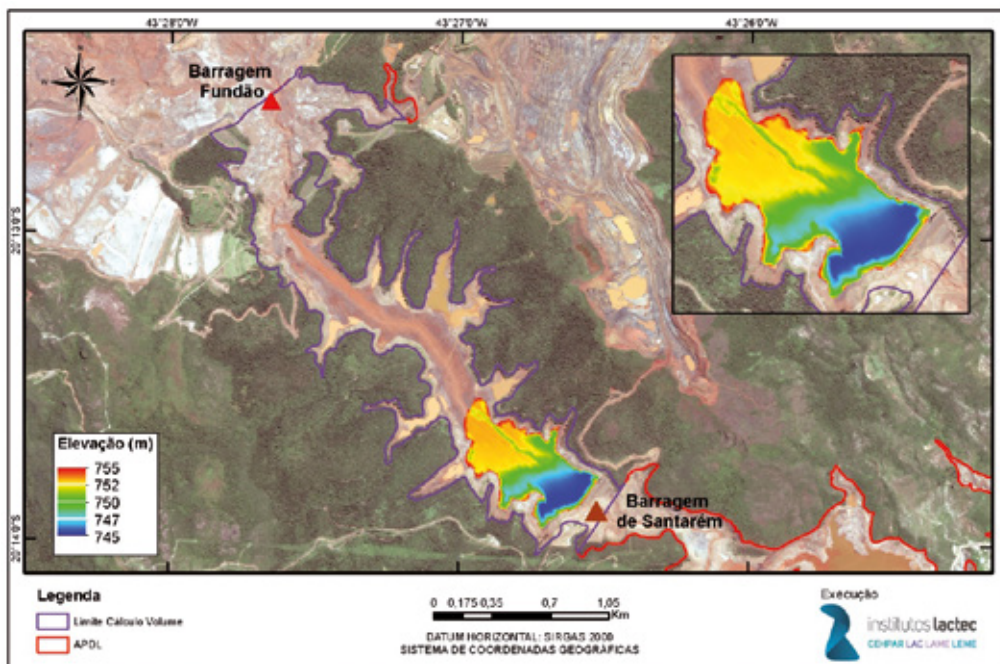 43°28'0"W 43°27'0"W 43°26'0"W
N
W E
S
Barragem
Fundão
20°13'0"S
Elevação (m)
755
752
750
747
745
Barragem
de Santarém
20°14'0"S
Legenda
Limite Cálculo Volume
APDL
0 0,175 0,35 0,7 1,05
Km
DATUM HORIZONTAL: SIRGAS 2000
SISTEMA DE COORDENADAS GEOGRÁFICAS
Execução
institutos lactec
CEHPAR LAC LAME LEME